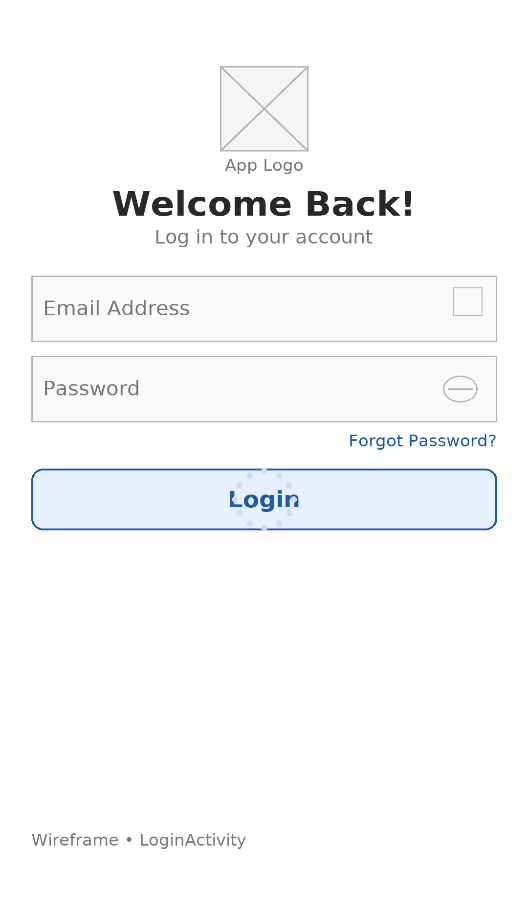 App Logo
Welcome Back!
Log in to your account
Email Address
Password
Forgot Password?
Login
Wireframe • LoginActivity